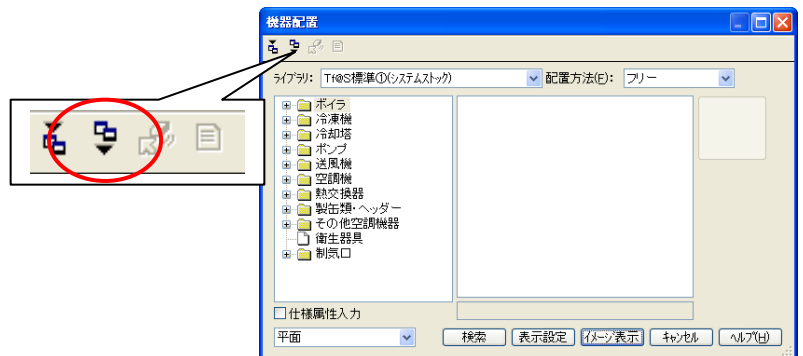 機器配置
ライブラリ: Tf@S標準①(システムストック) 配置方法(E): フリー
ボイラ
冷凍機
冷却塔
ポンプ
送風機
空調機
熱交換器
製缶類・ヘッダー
その他空調機器
衛生器具
制気口
仕様属性入力
平面 検索 表示設定 イメージ表示 キャンセル ヘルプ(H)